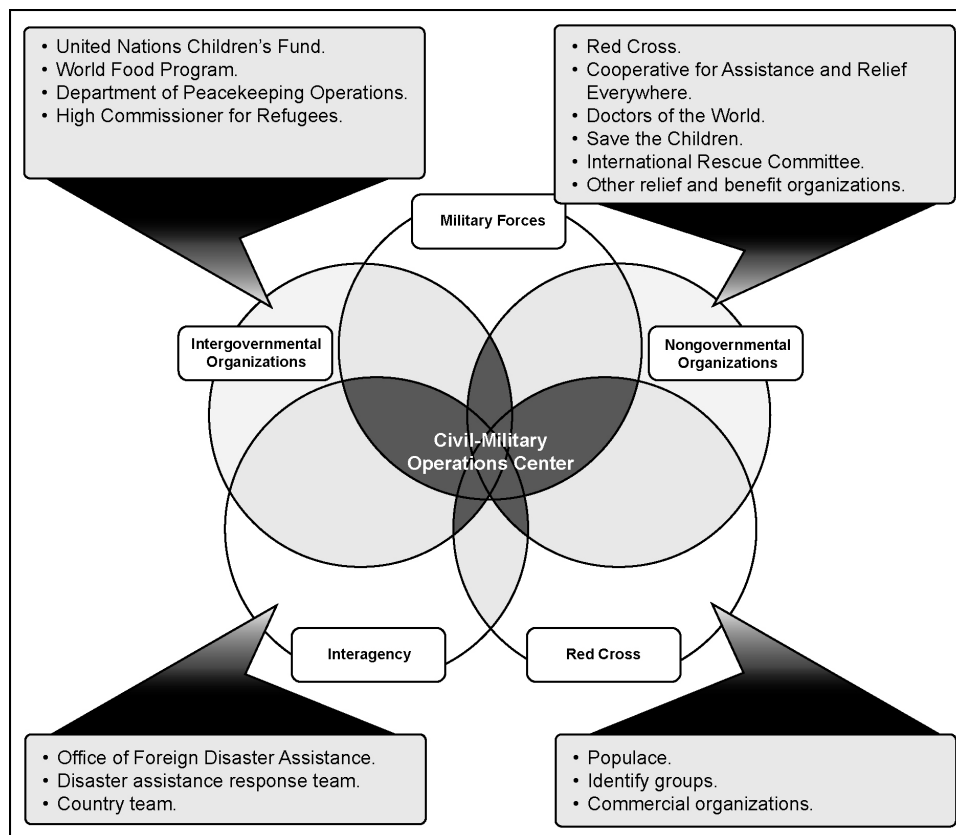 • United Nations Children's Fund.
• World Food Program.
• Department of Peacekeeping Operations.
• High Commissioner for Refugees.
• Red Cross.
• Cooperative for Assistance and Relief
Everywhere.
• Doctors of the World.
• Save the Children.
• International Rescue Committee.
• Other relief and benefit organizations.
Military Forces
Intergovernmental
Organizations
Nongovernmental
Organizations
Civil-Military
Operations Center
Interagency
Red Cross
• Office of Foreign Disaster Assistance.
• Disaster assistance response team.
• Country team.
• Populace.
• Identify groups.
• Commercial organizations.